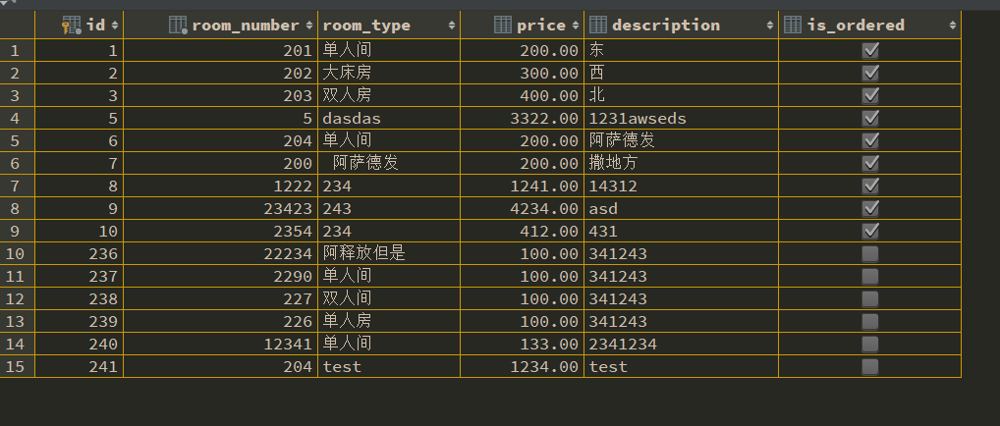 id room_number room_type price description is_ordered
1 1 201 单人间 200.00 东
2 2 202 大床房 300.00 西
3 3 203 双人房 400.00 北
4 5 5 dasdas 3322.00 1231awseds
5 6 204 单人间 200.00 阿萨德发
6 7 200 阿萨德发 200.00 撒地方
7 8 1222 234 1241.00 14312
8 9 23423 243 4234.00 asd
9 10 2354 234 412.00 431
10 236 22234 阿释放但是 100.00 341243
11 237 2290 单人间 100.00 341243
12 238 227 双人间 100.00 341243
13 239 226 单人房 100.00 341243
14 240 12341 单人间 133.00 2341234
15 241 204 test 1234.00 test